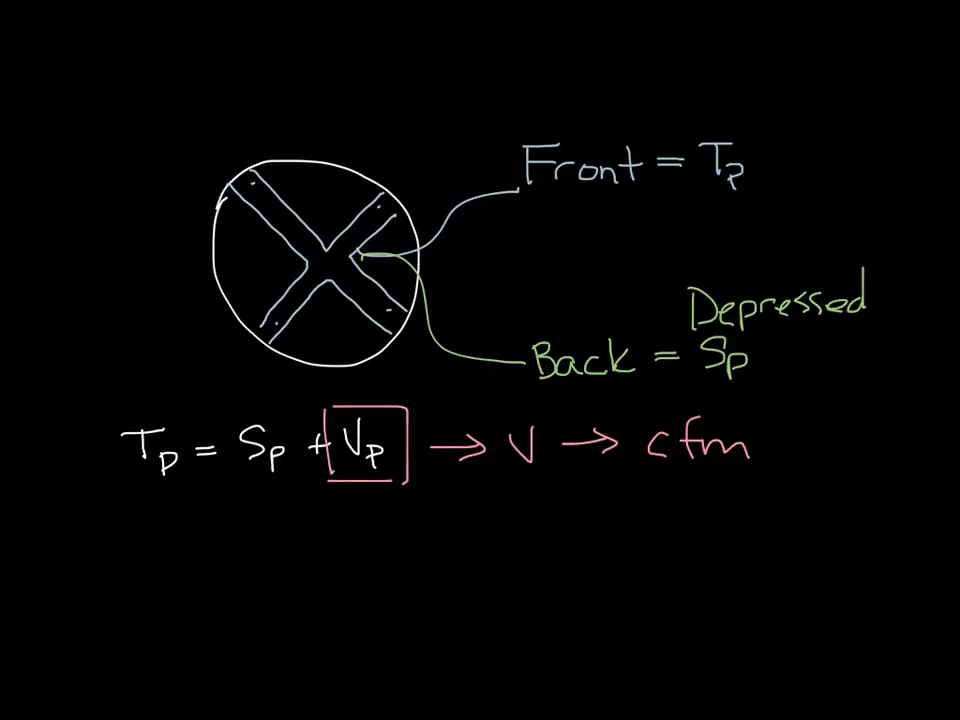 Front = Tp
Depressed
Back = Sp
Tp = Sp + Vp → V → cfm